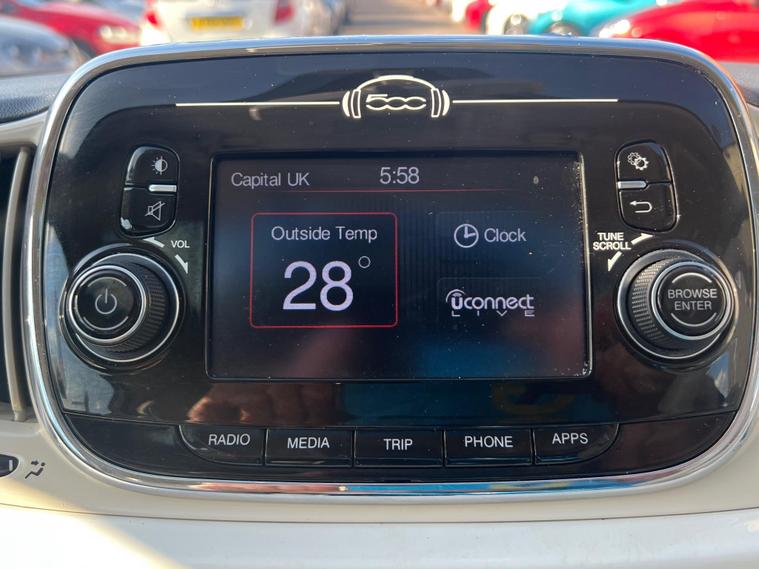 500
Capital UK 5:58
VOL
TUNE
SCROLL
Outside Temp
28°
Clock
uconnect
LIVE
BROWSE
ENTER
RADIO MEDIA TRIP PHONE APPS